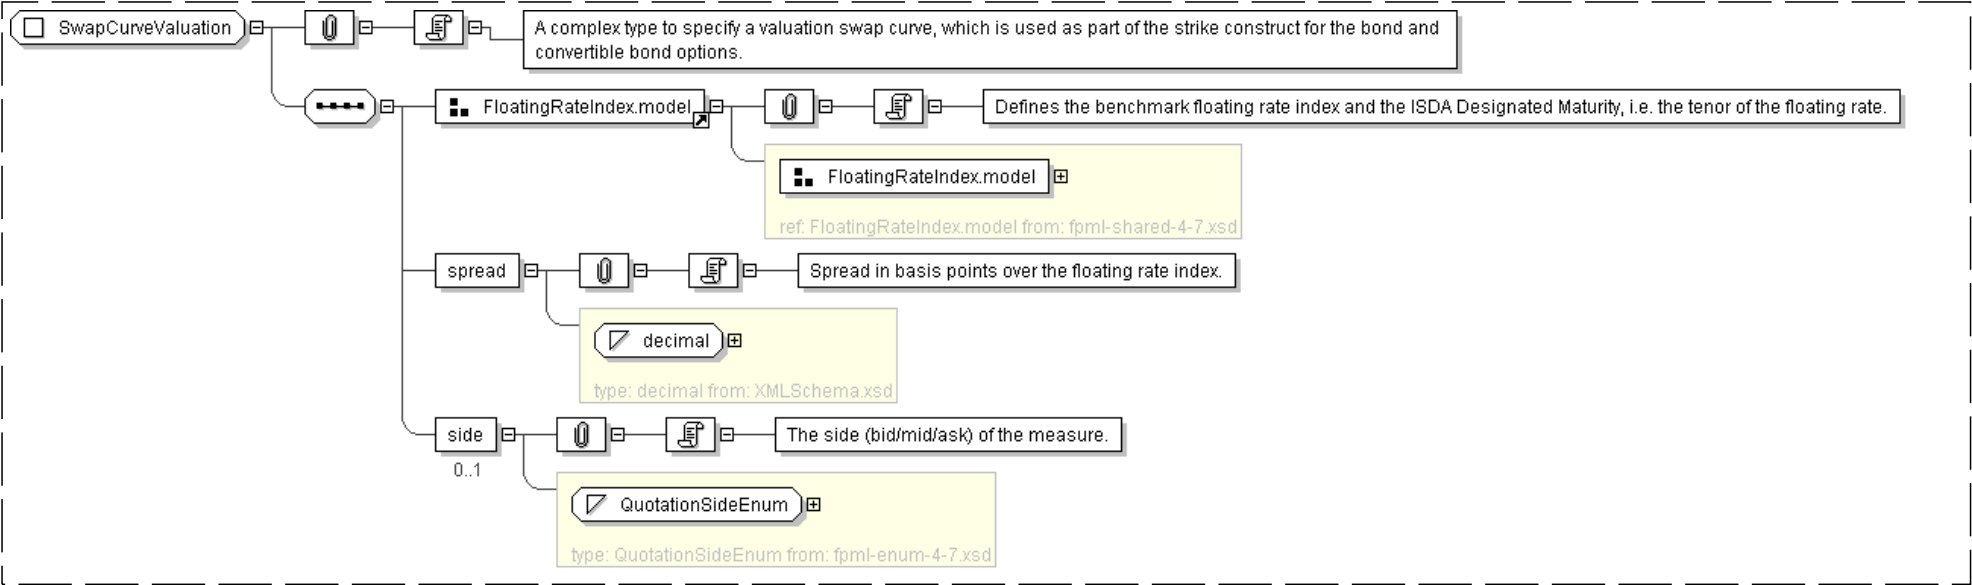 SwapCurveValuation
A complex type to specify a valuation swap curve, which is used as part of the strike construct for the bond and
convertible bond options.
FloatingRateIndex.model
Defines the benchmark floating rate index and the ISDA Designated Maturity, i.e. the tenor of the floating rate.
FloatingRateIndex.model
ref: FloatingRateIndex.model from: fpml-shared-4-7.xsd
spread
Spread in basis points over the floating rate index.
decimal
type: decimal from: XMLSchema.xsd
side
The side (bid/mid/ask) of the measure.
0..1
QuotationSideEnum
type: QuotationSideEnum from: fpml-enum-4-7.xsd